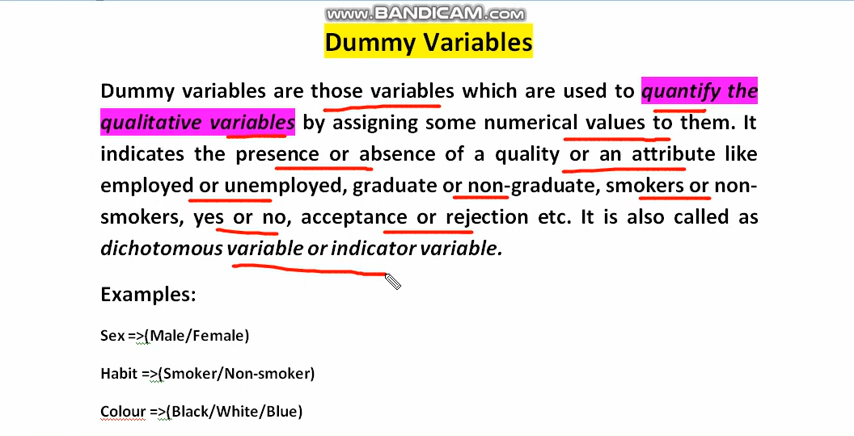 www.BANDICAM.com
Dummy Variables
Dummy variables are those variables which are used to quantify the
qualitative variables by assigning some numerical values to them. It
indicates the presence or absence of a quality or an attribute like
employed or unemployed, graduate or non-graduate, smokers or non-
smokers, yes or no, acceptance or rejection etc. It is also called as
dichotomous variable or indicator variable.
Examples:
Sex =>(Male/Female)
Habit =>(Smoker/Non-smoker)
Colour =>(Black/White/Blue)